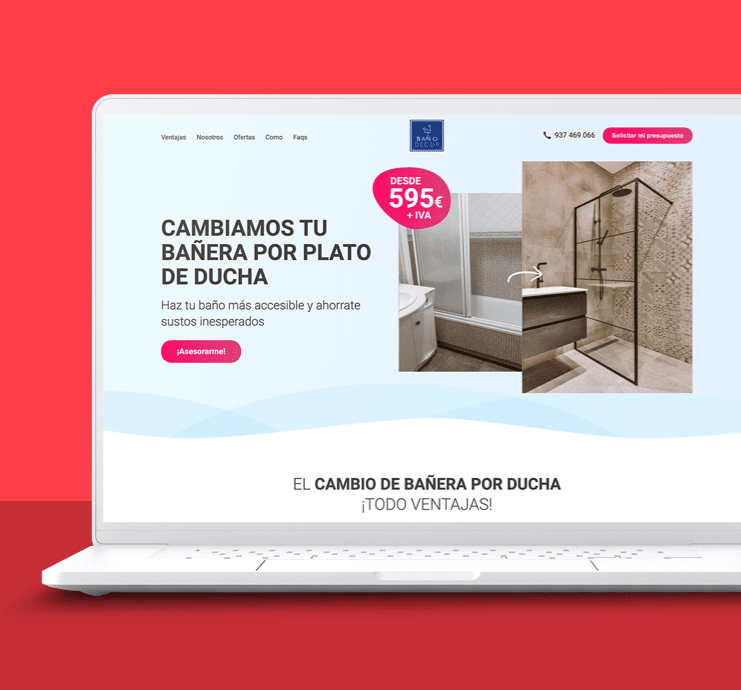 Ventajas Nosotros Ofertas Como Faqs
BAÑO
DECOR
937 469 066
Solicitar mi presupuesto
DESDE
595€
+ IVA
CAMBIAMOS TU
BAÑERA POR PLATO
DE DUCHA
Haz tu baño más accesible y ahorrate
sustos inesperados
¡Asesorarme!
EL CAMBIO DE BAÑERA POR DUCHA
¡TODO VENTAJAS!